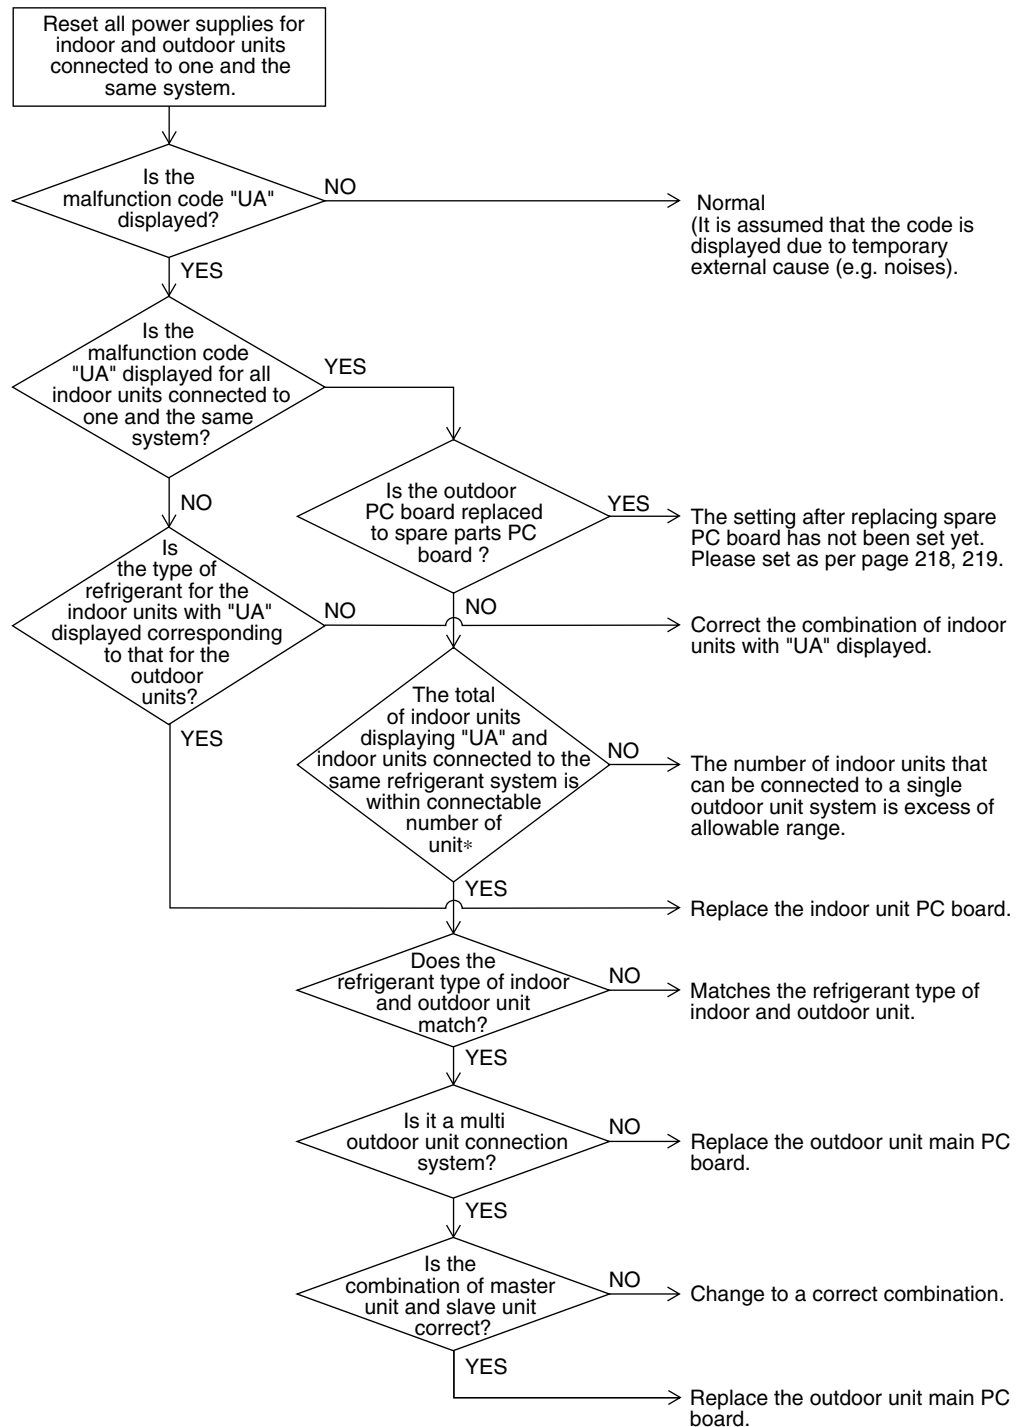 Reset all power supplies for
indoor and outdoor units
connected to one and the
same system.
Is the
malfunction code "UA"
displayed?
NO
Normal
(It is assumed that the code is
displayed due to temporary
external cause (e.g. noises).
YES
Is the
malfunction code
"UA" displayed for all
indoor units connected to
one and the same
system?
YES
NO
Is the outdoor
PC board replaced
to spare parts PC
board ?
YES
The setting after replacing spare
PC board has not been set yet.
Please set as per page 218, 219.
NO
Is
the type of
refrigerant for the
indoor units with "UA"
displayed corresponding
to that for the
outdoor
units?
NO
Correct the combination of indoor
units with "UA" displayed.
YES
The total
of indoor units
displaying "UA" and
indoor units connected to the
same refrigerant system is
within connectable
number of
unit*
NO
The number of indoor units that
can be connected to a single
outdoor unit system is excess of
allowable range.
YES
Replace the indoor unit PC board.
Does the
refrigerant type of indoor
and outdoor unit
match?
NO
Matches the refrigerant type of
indoor and outdoor unit.
YES
Is it a multi
outdoor unit connection
system?
NO
Replace the outdoor unit main PC
board.
YES
Is the
combination of master
unit and slave unit
correct?
NO
Change to a correct combination.
YES
Replace the outdoor unit main PC
board.